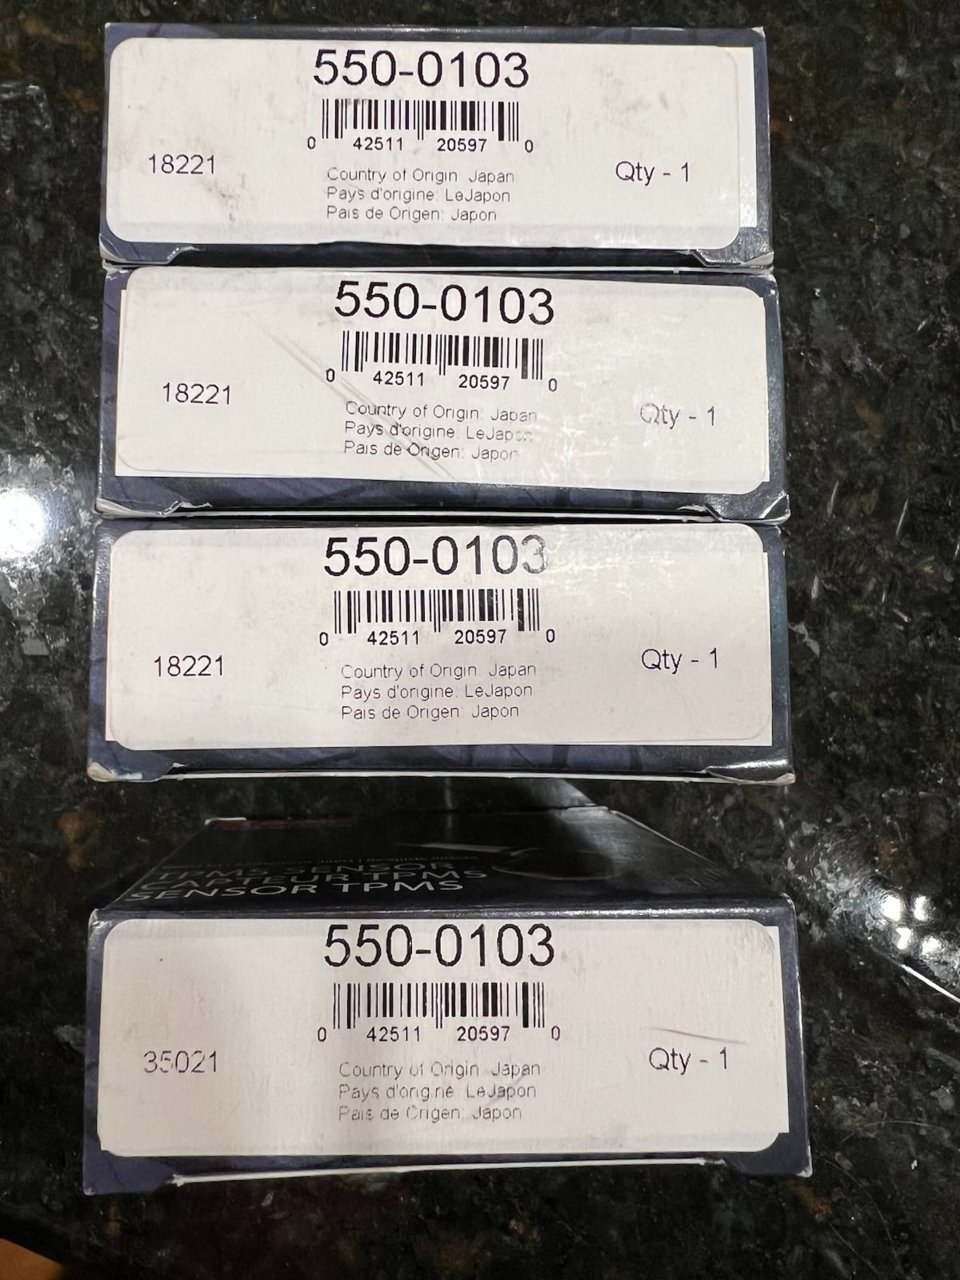 550-0103
0 42511 20597 0
18221
Qty - 1
Country of Origin: Japan
Pays d'origine: LeJapon
Pais de Origen: Japon
550-0103
0 42511 20597 0
18221
Qty - 1
Country of Origin: Japan
Pays d'origine: LeJapon
Pais de Origen: Japon
550-0103
0 42511 20597 0
18221
Qty - 1
Country of Origin: Japan
Pays d'origine: LeJapon
Pais de Origen: Japon
TPMS SENSOR
CAPTEUR TPMS
SENSOR TPMS
550-0103
0 42511 20597 0
35021
Qty - 1
Country of Origin: Japan
Pays d'origine: LeJapon
Pais de Origen: Japon